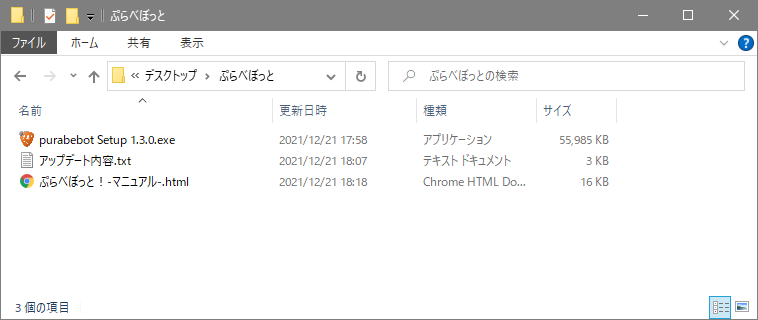 ぷらべぼっと
ファイル ホーム 共有 表示
« デスクトップ › ぷらべぼっと ぷらべぼっとの検索
名前 更新日時 種類 サイズ
purabebot Setup 1.3.0.exe 2021/12/21 17:58 アプリケーション 55,985 KB
アップデート内容.txt 2021/12/21 18:07 テキスト ドキュメント 3 KB
ぷらべぼっと！-マニュアル-.html 2021/12/21 18:18 Chrome HTML Do... 16 KB
3 個の項目